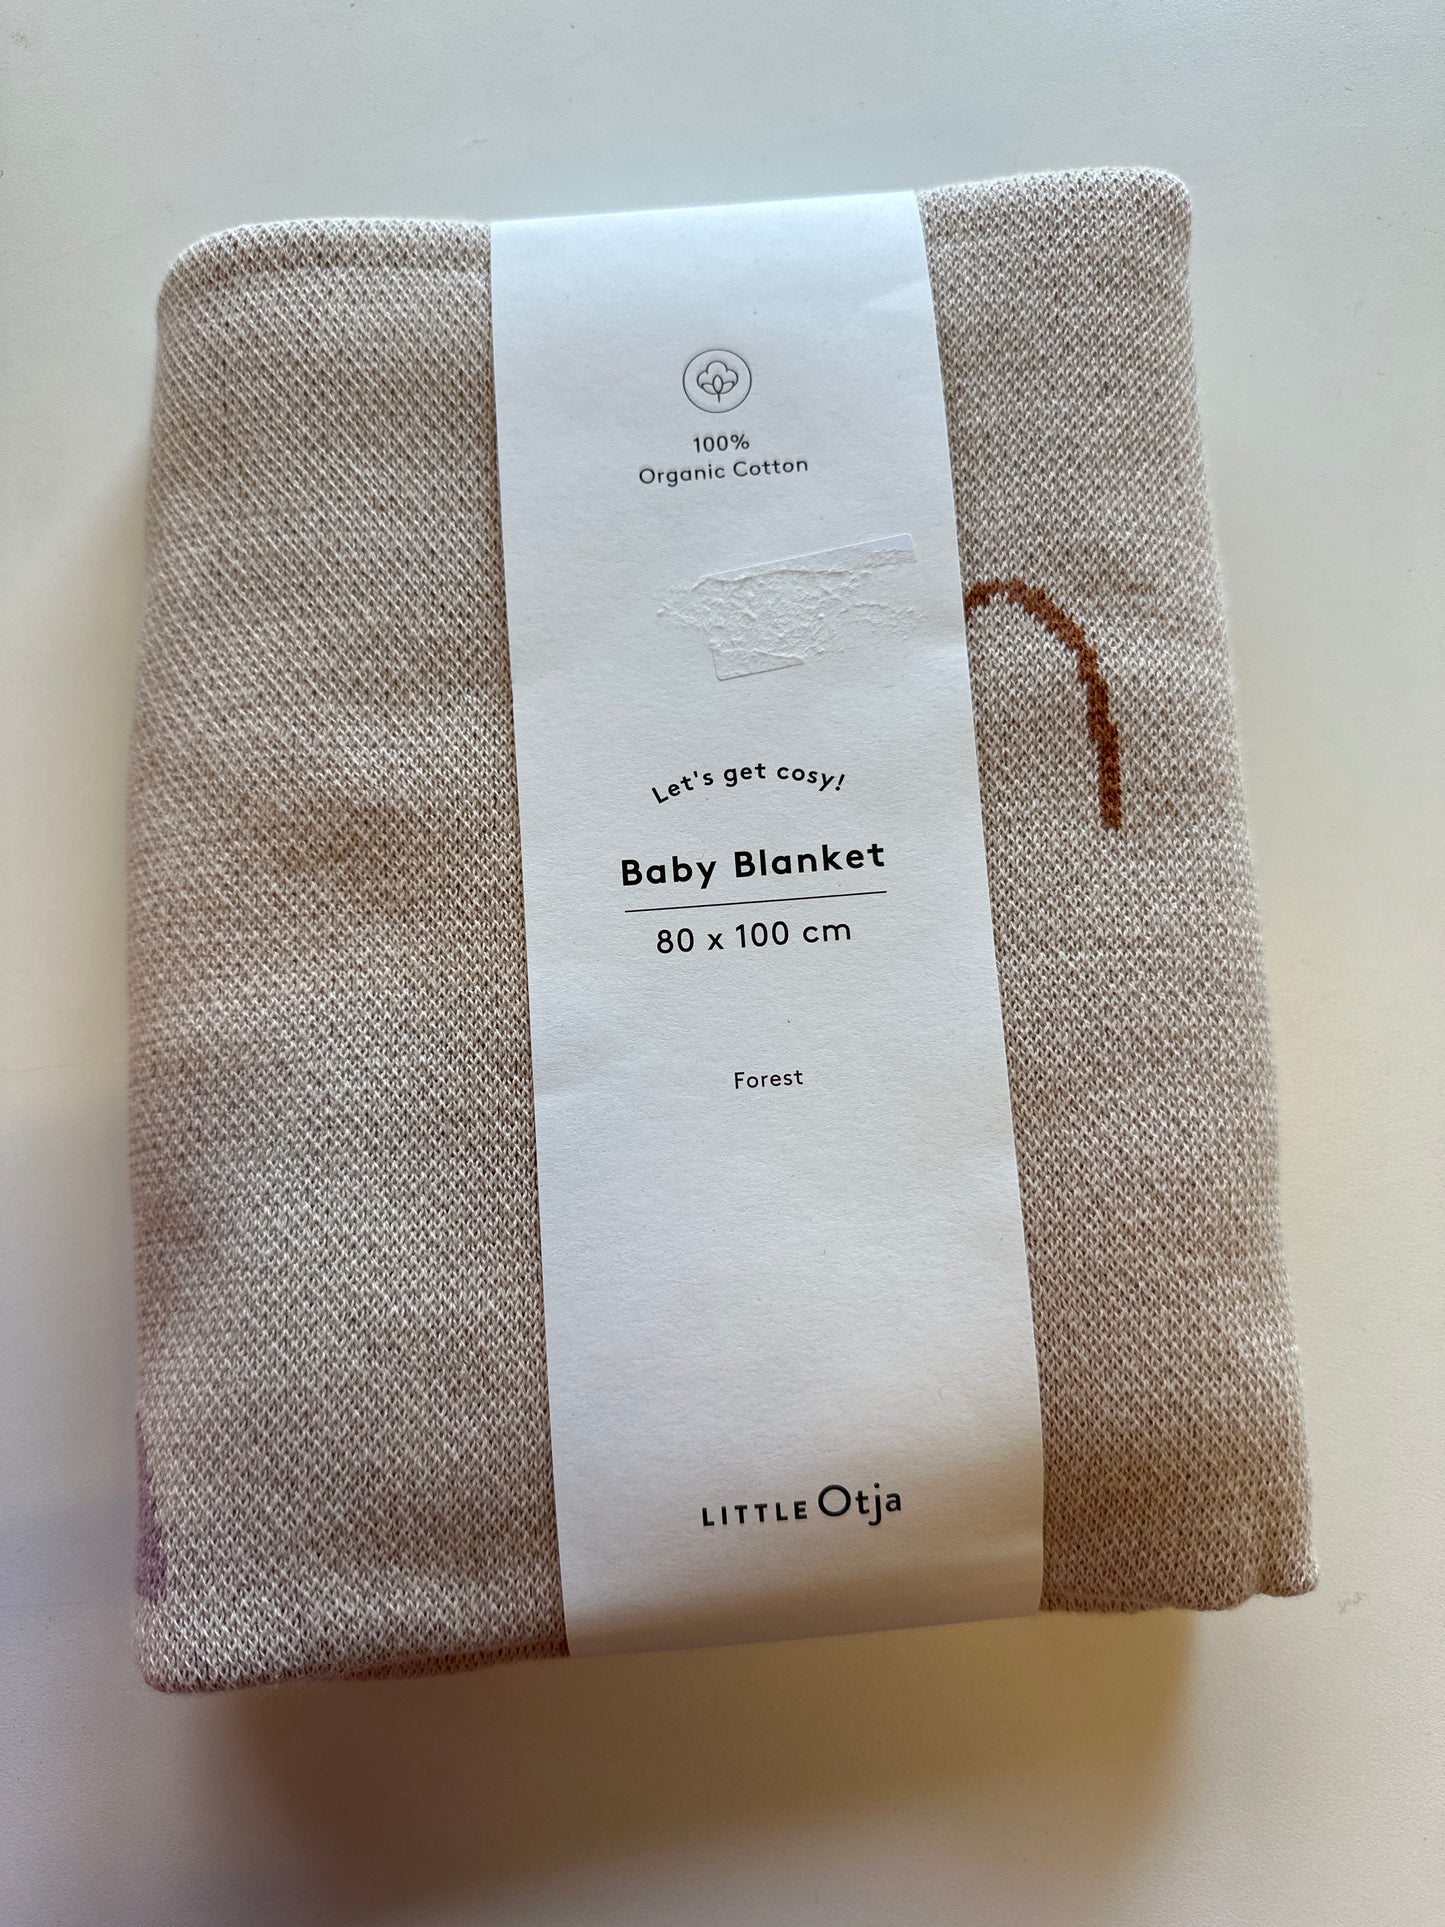 100%
Organic Cotton
Let's get cosy!
Baby Blanket
80 x 100 cm
Forest
LITTLE Otja